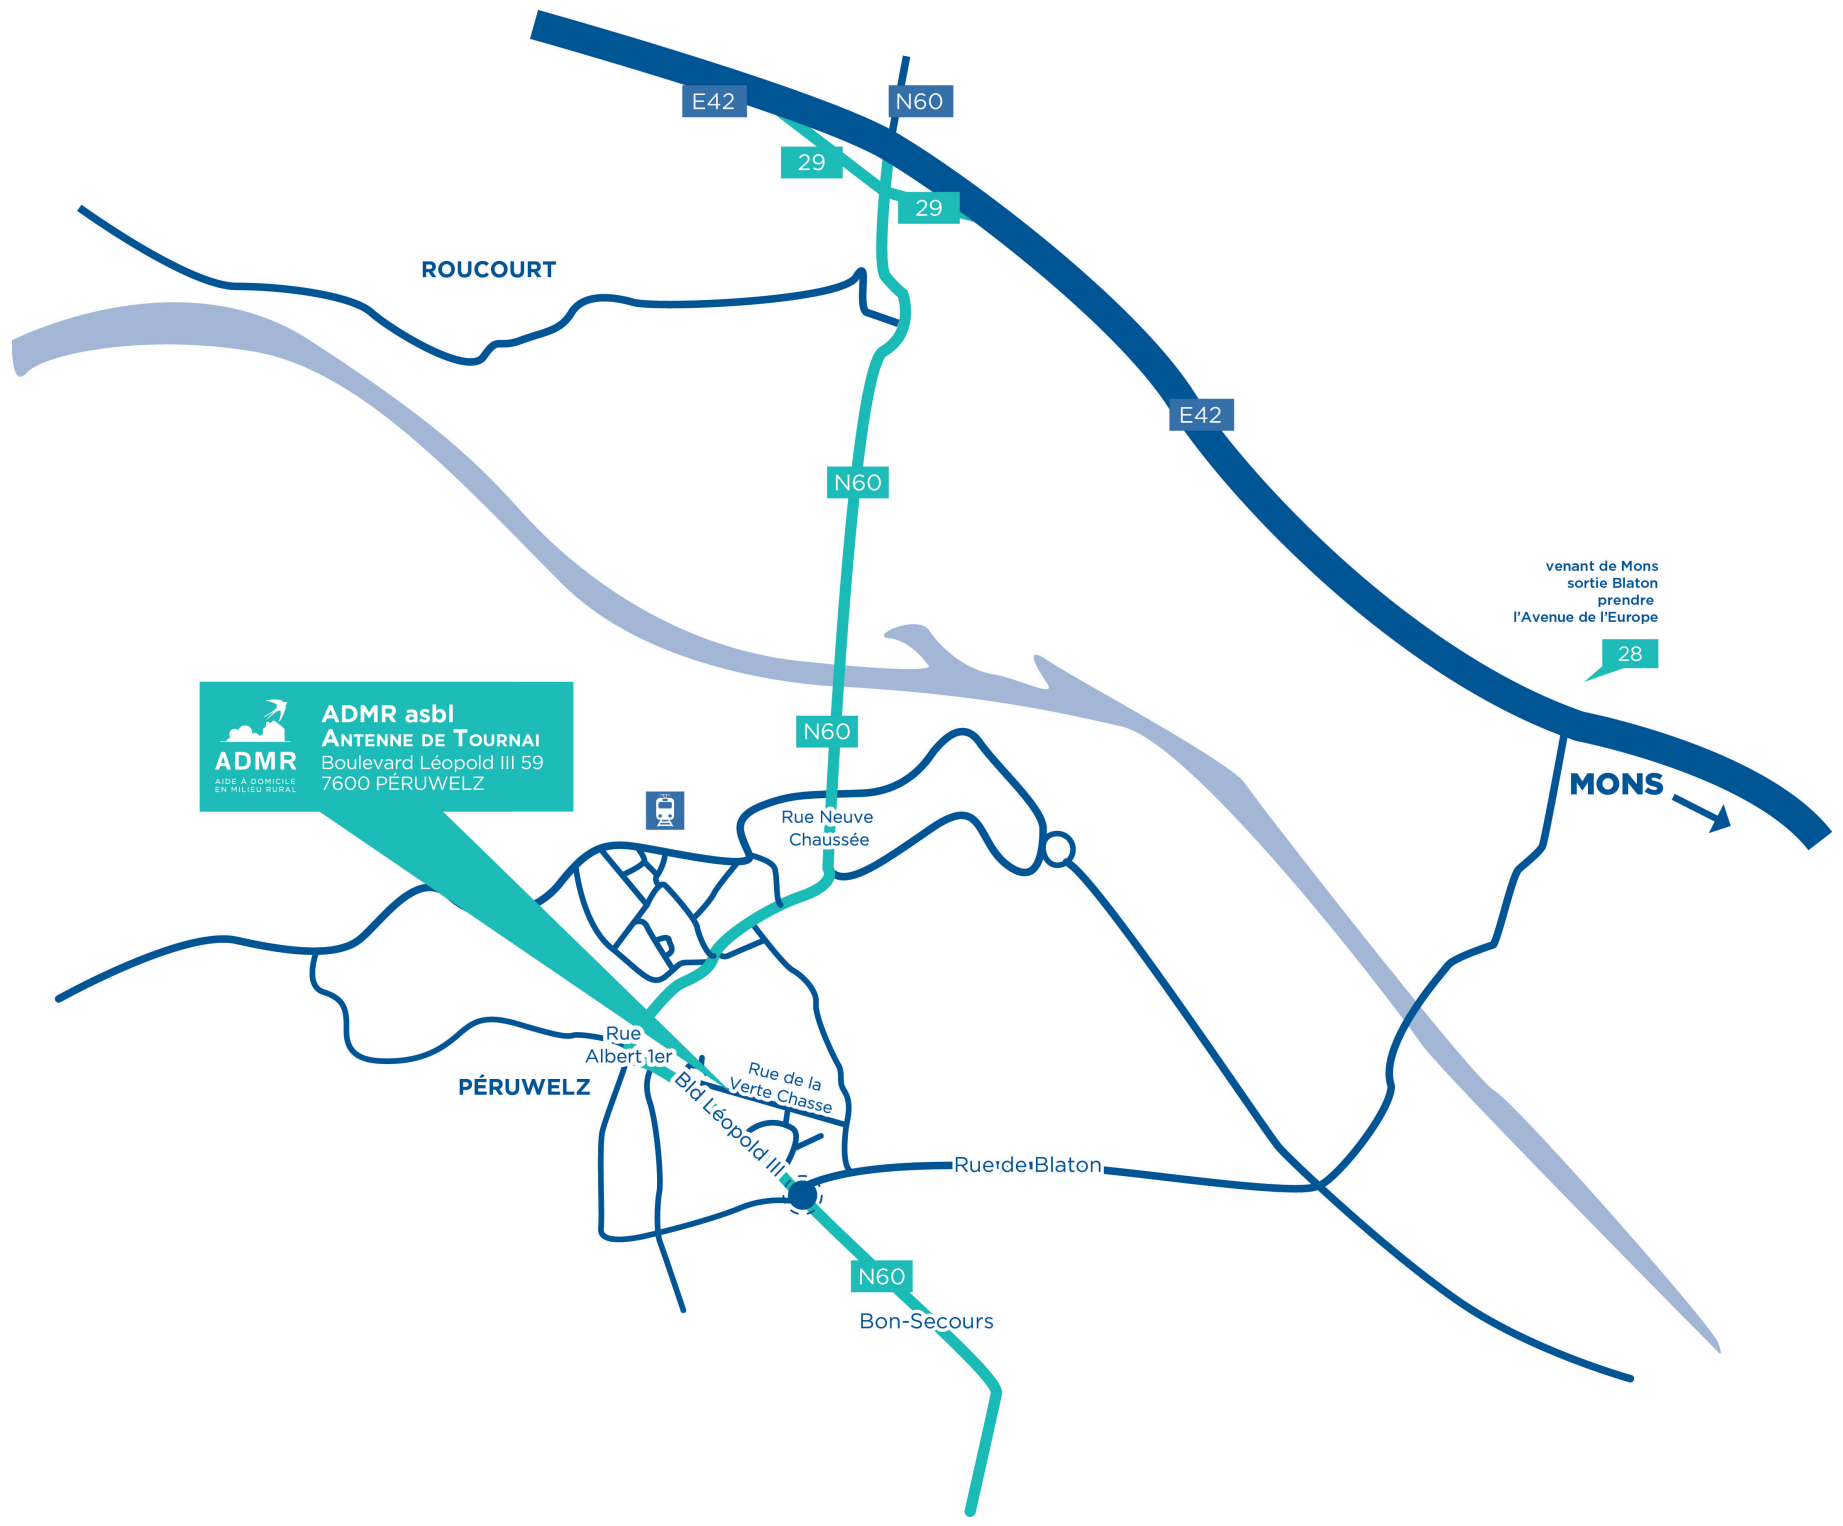 E42
N60
29
29
ROUCOURT
E42
N60
venant de Mons
sortie Blaton
prendre
l'Avenue de l'Europe
28
ADMR asbl
ANTENNE DE TOURNAI
Boulevard Léopold III 59
7600 PÉRUWELZ
ADMR
AIDE À DOMICILE
EN MILIEU RURAL
N60
MONS
Rue Neuve
Chaussée
Rue
Albert 1er
PÉRUWELZ
Rue de la
Verte Chasse
Bld Léopold III
Rue de Blaton
N60
Bon-Secours